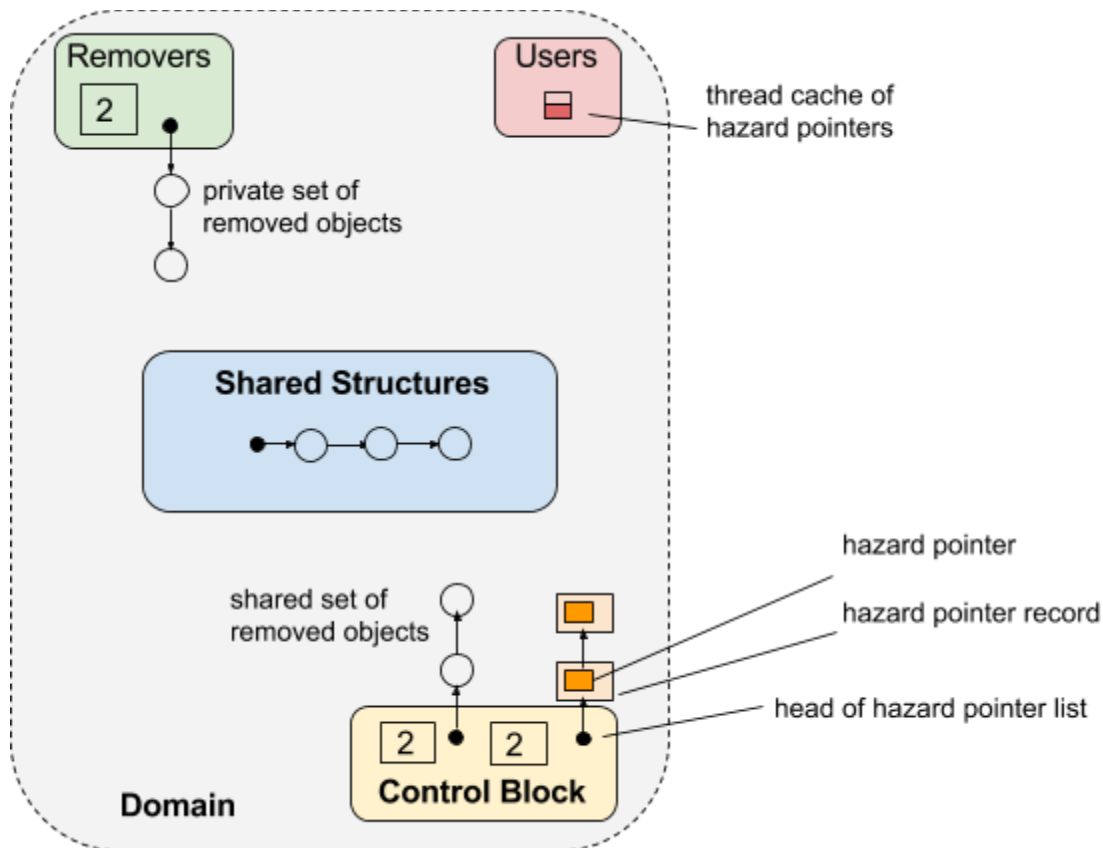 Removers
2
Users
thread cache of
hazard pointers
private set of
removed objects
Shared Structures
hazard pointer
shared set of
removed objects
hazard pointer record
head of hazard pointer list
2
2
Control Block
Domain